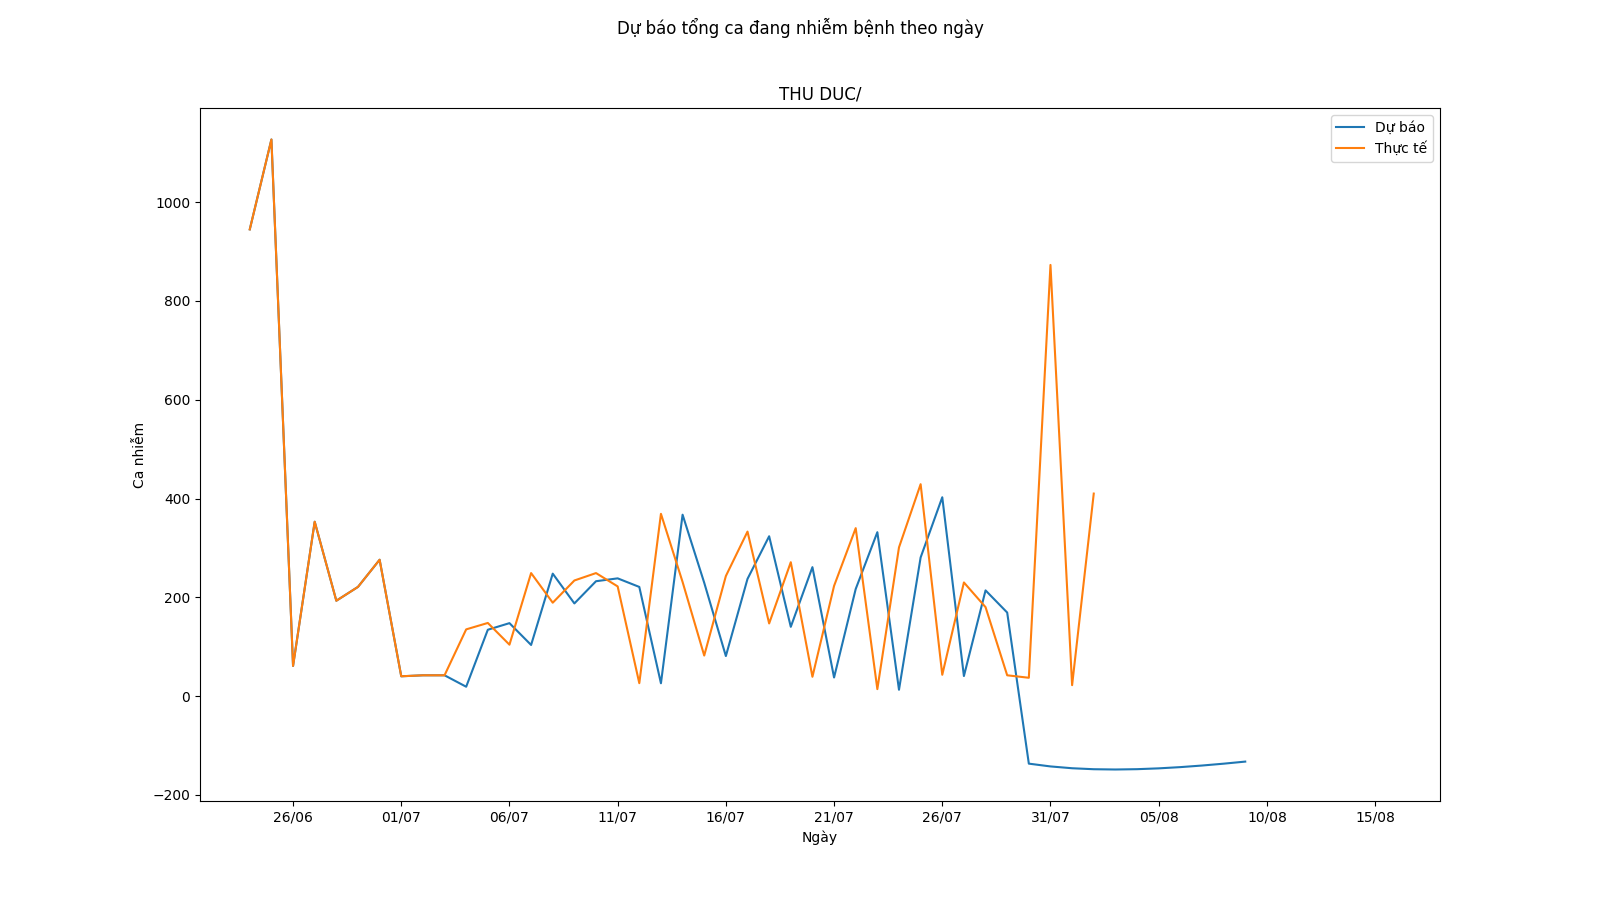 Dự báo tổng ca đang nhiễm bệnh theo ngày
THU DUC/
Dự báo
Thực tế
1000
800
600
400
200
0
−200
Ca nhiễm
26/06 01/07 06/07 11/07 16/07 21/07 26/07 31/07 05/08 10/08 15/08
Ngày